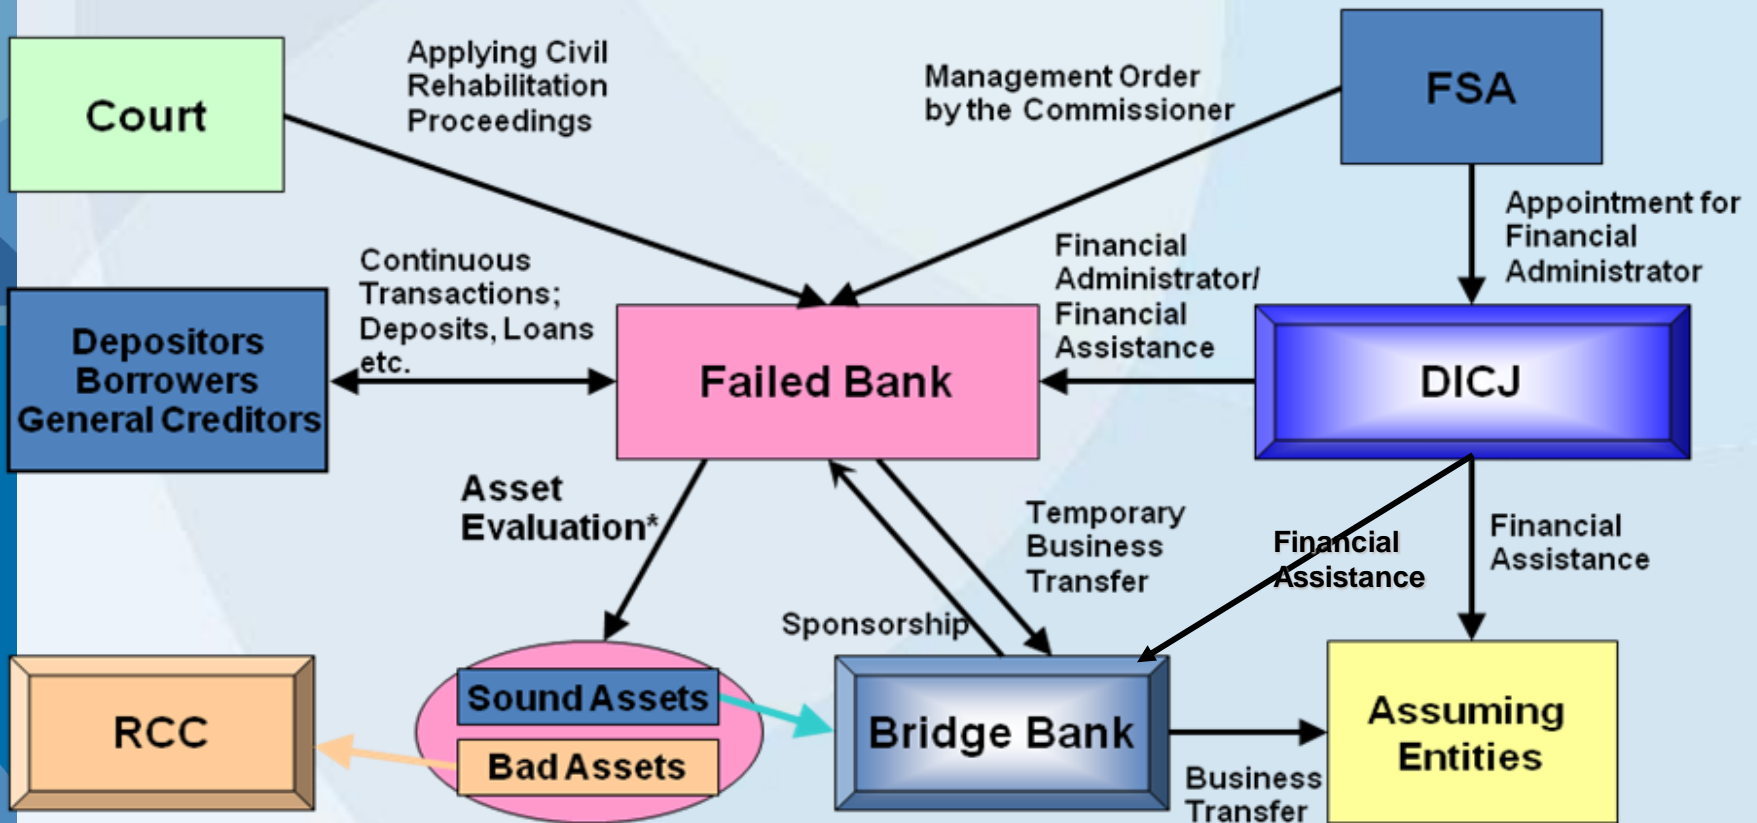 Court
Applying Civil
Rehabilitation
Proceedings
Management Order
by the Commissioner
FSA
Appointment for
Financial
Administrator
Continuous
Transactions;
Deposits, Loans
etc.
Financial
Administrator/
Financial
Assistance
Depositors
Borrowers
General Creditors
Failed Bank
DICJ
Asset
Evaluation*
Temporary
Business
Transfer
Sponsorship
Financial
Assistance
Financial
Assistance
RCC
Sound Assets
Bad Assets
Bridge Bank
Business
Transfer
Assuming
Entities